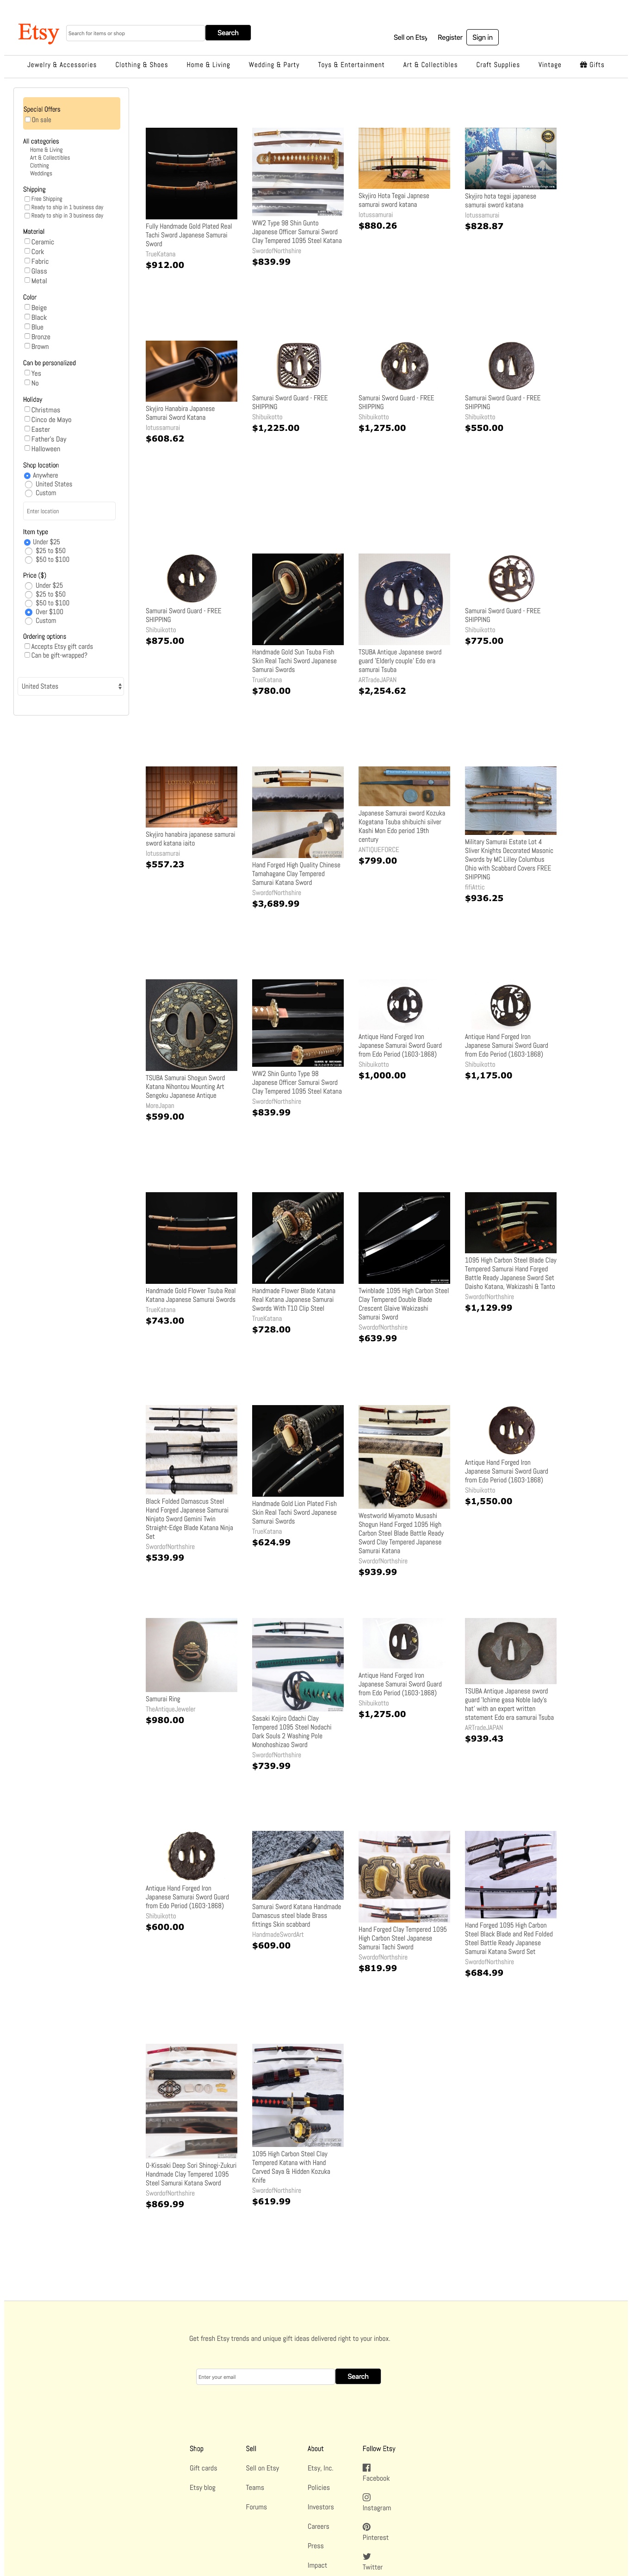 Etsy
Search for items or shop
Search
Sell on Etsy
Register
Sign in
Jewelry & Accessories
Clothing & Shoes
Home & Living
Wedding & Party
Toys & Entertainment
Art & Collectibles
Craft Supplies
Vintage
Gifts
Special Offers
On sale
All categories
Home & Living
Art & Collectibles
Clothing
Weddings
Shipping
Free Shipping
Ready to ship in 1 business day
Ready to ship in 3 business day
Material
Ceramic
Cork
Fabric
Glass
Metal
Color
Beige
Black
Blue
Bronze
Brown
Can be personalized
Yes
No
Holiday
Christmas
Cinco de Mayo
Easter
Father's Day
Halloween
Shop location
Anywhere
United States
Custom
Enter location
Item type
Under $25
$25 to $50
$50 to $100
Price ($)
Under $25
$25 to $50
$50 to $100
Over $100
Custom
Ordering options
Accepts Etsy gift cards
Can be gift-wrapped?
United States
Fully Handmade Gold Plated Real
Tachi Sword Japanese Samurai
Sword
TrueKatana
$912.00
WW2 Type 98 Shin Gunto
Japanese Officer Samurai Sword
Clay Tempered 1095 Steel Katana
SwordofNorthshire
$839.99
Skyjiro Hota Tegai Japnese
samurai sword katana
lotussamurai
$880.26
Skyjiro hota tegai japanese
samurai sword katana
lotussamurai
$828.87
Skyjiro Hanabira Japanese
Samurai Sword Katana
lotussamurai
$608.62
Samurai Sword Guard - FREE
SHIPPING
Shibuikotto
$1,225.00
Samurai Sword Guard - FREE
SHIPPING
Shibuikotto
$1,275.00
Samurai Sword Guard - FREE
SHIPPING
Shibuikotto
$550.00
Samurai Sword Guard - FREE
SHIPPING
Shibuikotto
$875.00
Handmade Gold Sun Tsuba Fish
Skin Real Tachi Sword Japanese
Samurai Swords
TrueKatana
$780.00
TSUBA Antique Japanese sword
guard 'Elderly couple' Edo era
samurai Tsuba
ARTradeJAPAN
$2,254.62
Samurai Sword Guard - FREE
SHIPPING
Shibuikotto
$775.00
Skyjiro hanabira japanese samurai
sword katana iaito
lotussamurai
$557.23
Hand Forged High Quality Chinese
Tamahagane Clay Tempered
Samurai Katana Sword
SwordofNorthshire
$3,689.99
Japanese Samurai sword Kozuka
Kogatana Tsuba shibuichi silver
Kashi Mon Edo period 19th
century
ANTIQUEFORCE
$799.00
Military Samurai Estate Lot 4
Sliver Knights Decorated Masonic
Swords by MC Lilley Columbus
Ohio with Scabbard Covers FREE
SHIPPING
fifiAttic
$936.25
TSUBA Samurai Shogun Sword
Katana Nihontou Mounting Art
Sengoku Japanese Antique
MaraJapan
$599.00
WW2 Shin Gunto Type 98
Japanese Officer Samurai Sword
Clay Tempered 1095 Steel Katana
SwordofNorthshire
$839.99
Antique Hand Forged Iron
Japanese Samurai Sword Guard
from Edo Period (1603-1868)
Shibuikotto
$1,000.00
Antique Hand Forged Iron
Japanese Samurai Sword Guard
from Edo Period (1603-1868)
Shibuikotto
$1,175.00
Handmade Gold Flower Tsuba Real
Katana Japanese Samurai Swords
TrueKatana
$743.00
Handmade Flower Blade Katana
Real Katana Japanese Samurai
Swords With T10 Clip Steel
TrueKatana
$728.00
Twinblade 1095 High Carbon Steel
Clay Tempered Double Blade
Crescent Glaive Wakizashi
Samurai Sword
SwordofNorthshire
$639.99
1095 High Carbon Steel Blade Clay
Tempered Samurai Hand Forged
Battle Ready Japanese Sword Set
Daisho Katana, Wakizashi & Tanto
SwordofNorthshire
$1,129.99
Black Folded Damascus Steel
Hand Forged Japanese Samurai
Ninjato Sword Gemini Twin
Straight-Edge Blade Katana Ninja
Set
SwordofNorthshire
$539.99
Handmade Gold Lion Plated Fish
Skin Real Tachi Sword Japanese
Samurai Swords
TrueKatana
$624.99
Westworld Miyamoto Musashi
Shogun Hand Forged 1095 High
Carbon Steel Blade Battle Ready
Sword Clay Tempered Japanese
Samurai Katana
SwordofNorthshire
$939.99
Antique Hand Forged Iron
Japanese Samurai Sword Guard
from Edo Period (1603-1868)
Shibuikotto
$1,550.00
Samurai Ring
TheAntiqueJeweler
$980.00
Sasaki Kojiro Odachi Clay
Tempered 1095 Steel Nodachi
Dark Souls 2 Washing Pole
Monohoshizao Sword
SwordofNorthshire
$739.99
Antique Hand Forged Iron
Japanese Samurai Sword Guard
from Edo Period (1603-1868)
Shibuikotto
$1,275.00
TSUBA Antique Japanese sword
guard 'Ichime gasa Noble lady's
hat' with an expert written
statement Edo era samurai Tsuba
ARTradeJAPAN
$939.43
Antique Hand Forged Iron
Japanese Samurai Sword Guard
from Edo Period (1603-1868)
Shibuikotto
$600.00
Samurai Sword Katana Handmade
Damascus steel blade Brass
fittings Skin scabbard
HandmadeSwordArt
$609.00
Hand Forged Clay Tempered 1095
High Carbon Steel Japanese
Samurai Tachi Sword
SwordofNorthshire
$819.99
Hand Forged 1095 High Carbon
Steel Black Blade and Red Folded
Steel Battle Ready Japanese
Samurai Katana Sword Set
SwordofNorthshire
$684.99
O-Kissaki Deep Sori Shinogi-Zukuri
Handmade Clay Tempered 1095
Steel Samurai Katana Sword
SwordofNorthshire
$869.99
1095 High Carbon Steel Clay
Tempered Katana with Hand
Carved Saya & Hidden Kozuka
Knife
SwordofNorthshire
$619.99
Get fresh Etsy trends and unique gift ideas delivered right to your inbox.
Enter your email
Search
Shop
Gift cards
Etsy blog
Sell
Sell on Etsy
Teams
Forums
About
Etsy, Inc.
Policies
Investors
Careers
Press
Impact
Follow Etsy
Facebook
Instagram
Pinterest
Twitter